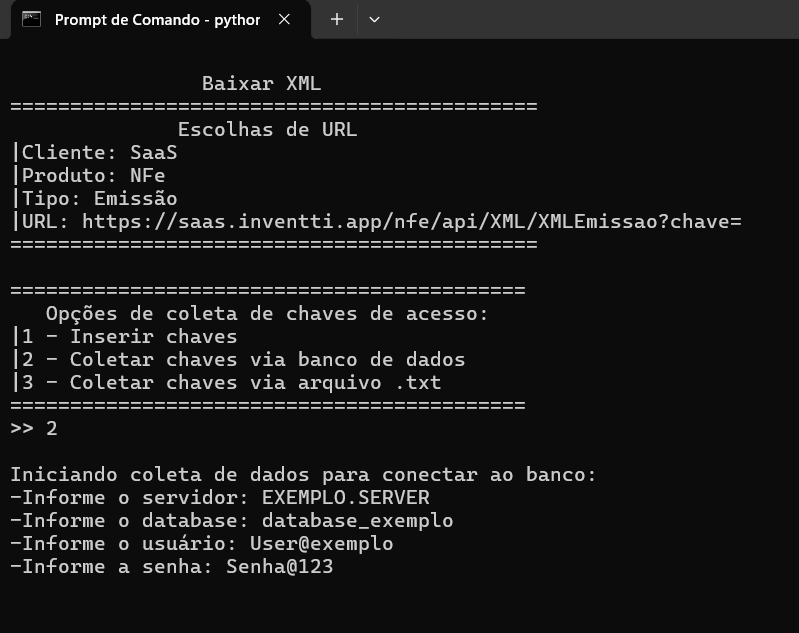 Prompt de Comando - python
Baixar XML
============================================
Escolhas de URL
|Cliente: SaaS
|Produto: NFe
|Tipo: Emissão
|URL: https://saas.inventti.app/nfe/api/XML/XMLEmissao?chave=
============================================
===========================================
Opções de coleta de chaves de acesso:
|1 - Inserir chaves
|2 - Coletar chaves via banco de dados
|3 - Coletar chaves via arquivo .txt
===========================================
>> 2
Iniciando coleta de dados para conectar ao banco:
-Informe o servidor: EXEMPLO.SERVER
-Informe o database: database_exemplo
-Informe o usuário: User@exemplo
-Informe a senha: Senha@123